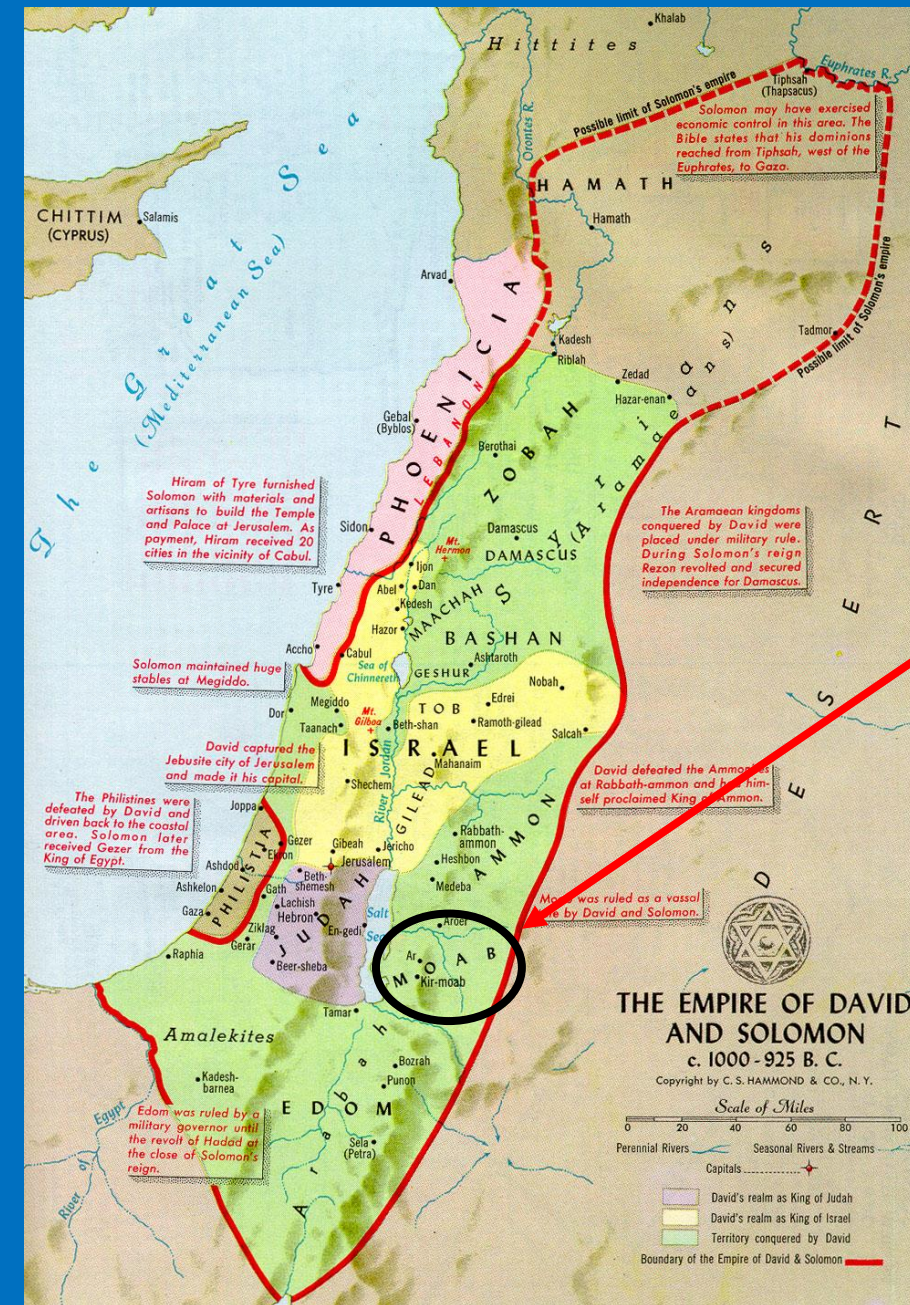 Khalab
Hittites
Euphrates R.
Tiphsah
(Thapsacus)
Possible limit of Solomon's empire
Orontes R.
Solomon may have exercised
economic control in this area. The
Bible states that his dominions
reached from Tiphsah, west of the
Euphrates, to Gaza.
HAMATH
Hamath
CHITTIM
(CYPRUS)
Salamis
The Great Sea
(Mediterranean Sea)
Arvad
Kadesh
Riblah
Tadmor
Possible limit of Solomon's empire
Zedad
Hazar-enan
PHOENICIA
LEBANON
Gebal
(Byblos)
ZOBAH
Berothai
Syrians
(Aramaeans)
DESERT
Hiram of Tyre furnished
Solomon with materials and
artisans to build the Temple
and Palace at Jerusalem. As
payment, Hiram received 20
cities in the vicinity of Cabul.
Sidon
Mt.
Hermon
Damascus
DAMASCUS
The Aramaean kingdoms
conquered by David were
placed under military rule.
During Solomon's reign
Rezon revolted and secured
independence for Damascus.
Ijon
Tyre
Abel
Dan
Kedesh
MAACHAH
Hazor
BASHAN
Accho
Cabul
Sea of
Chinnereth
Ashtaroth
GESHUR
Solomon maintained huge
stables at Megiddo.
Nobah
Dor
Megiddo
Mt.
Gilboa
TOB
Edrei
Taanach
Beth-shan
Ramoth-gilead
Salcah
ISRAEL
Mahanaim
David captured the
Jebusite city of Jerusalem
and made it his capital.
Shechem
River Jordan
GILEAD
David defeated the
at Rabbath-ammon and him-
self proclaimed King Ammon.
The Philistines were
defeated by David and
driven back to the coastal
area. Solomon later
received Gezer from the
King of Egypt.
Joppa
AMMON
Rabbath-
ammon
PHILISTIA
Gezer
Gibeah
Jericho
Ekron
Jerusalem
Heshbon
Ashdod
Beth-
shemesh
Medeba
Ashkelon
Gath
Lachish
JUDAH
Hebron
Salt
Sea
Gaza
Ziklag
En-gedi
Aroer
was ruled as a vassal
by David and Solomon.
Gerar
Raphia
Beer-sheba
Ar
MOAB
Kir-moab
Tamar
Amalekites
Arabah
Bozrah
Kadesh-
barnea
Punon
EDOM
Sela
(Petra)
River of Egypt
Edom was ruled by a
military governor until
the revolt of Hadad at
the close of Solomon's
reign.
THE EMPIRE OF DAVID
AND SOLOMON
c. 1000-925 B. C.
Copyright by C. S. HAMMOND & CO., N. Y.
Scale of Miles
0 20 40 60 80 100
Perennial Rivers
Seasonal Rivers & Streams
Capitals
David's realm as King of Judah
David's realm as King of Israel
Territory conquered by David
Boundary of the Empire of David & Solomon